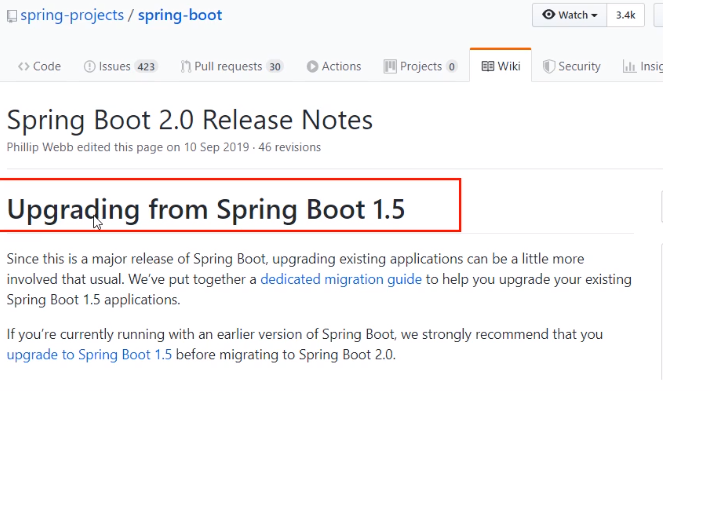 spring-projects / spring-boot
Watch 3.4k
Code Issues 423 Pull requests 30 Actions Projects 0 Wiki Security
Spring Boot 2.0 Release Notes
Phillip Webb edited this page on 10 Sep 2019 · 46 revisions
Upgrading from Spring Boot 1.5
Since this is a major release of Spring Boot, upgrading existing applications can be a little more
involved that usual. We’ve put together a dedicated migration guide to help you upgrade your existing
Spring Boot 1.5 applications.
If you’re currently running with an earlier version of Spring Boot, we strongly recommend that you
upgrade to Spring Boot 1.5 before migrating to Spring Boot 2.0.